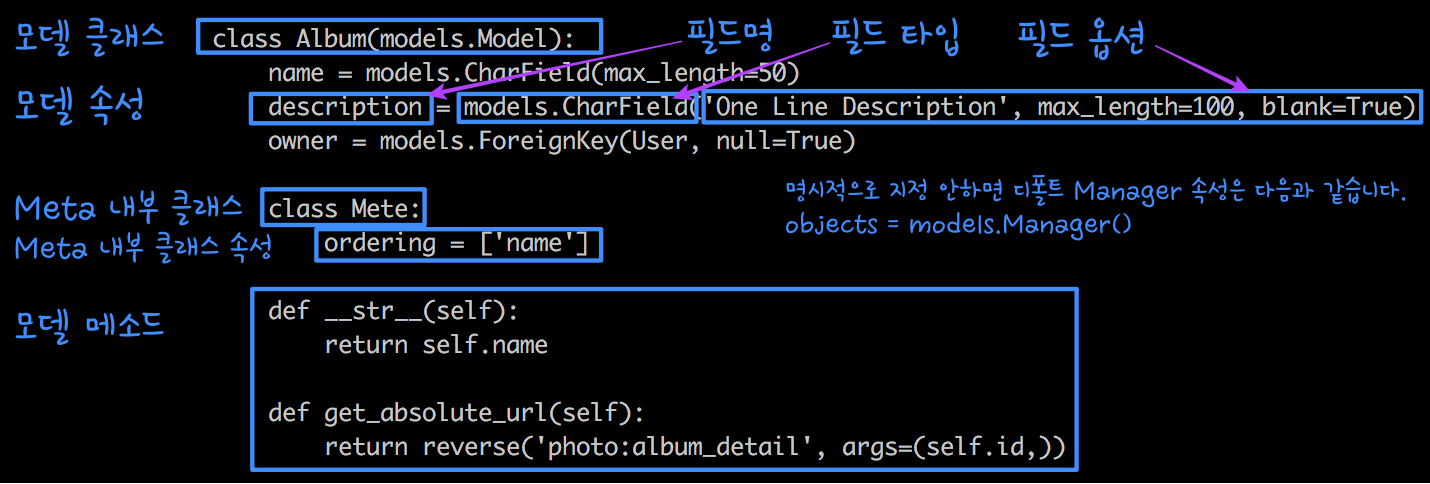 모델 클래스 class Album(models.Model): 필드명 필드 타입 필드 옵션
name = models.CharField(max_length=50)
모델 속성 description = models.CharField('One Line Description', max_length=100, blank=True)
owner = models.ForeignKey(User, null=True)
명시적으로 지정 안하면 디폴트 Manager 속성은 다음과 같습니다.
objects = models.Manager()
Meta 내부 클래스 class Mete:
Meta 내부 클래스 속성 ordering = ['name']
모델 메소드 def __str__(self):
return self.name
def get_absolute_url(self):
return reverse('photo:album_detail', args=(self.id,))